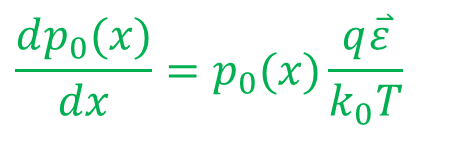 dp₀(x)/dx = p₀(x) qε⃗/k₀T